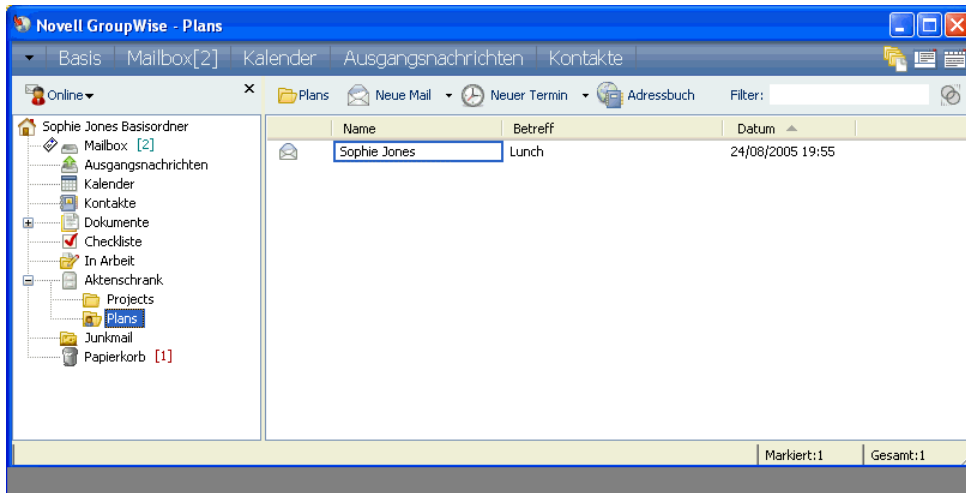 Novell GroupWise - Plans
Basis Mailbox[2] Kalender Ausgangsnachrichten Kontakte
Online Plans Neue Mail Neuer Termin Adressbuch Filter:
Sophie Jones Basisordner
Mailbox [2]
Ausgangsnachrichten
Kalender
Kontakte
Dokumente
Checkliste
In Arbeit
Aktenschrank
Projects
Plans
Junkmail
Papierkorb [1]
Name Betreff Datum
Sophie Jones Lunch 24/08/2005 19:55
Markiert:1 Gesamt:1